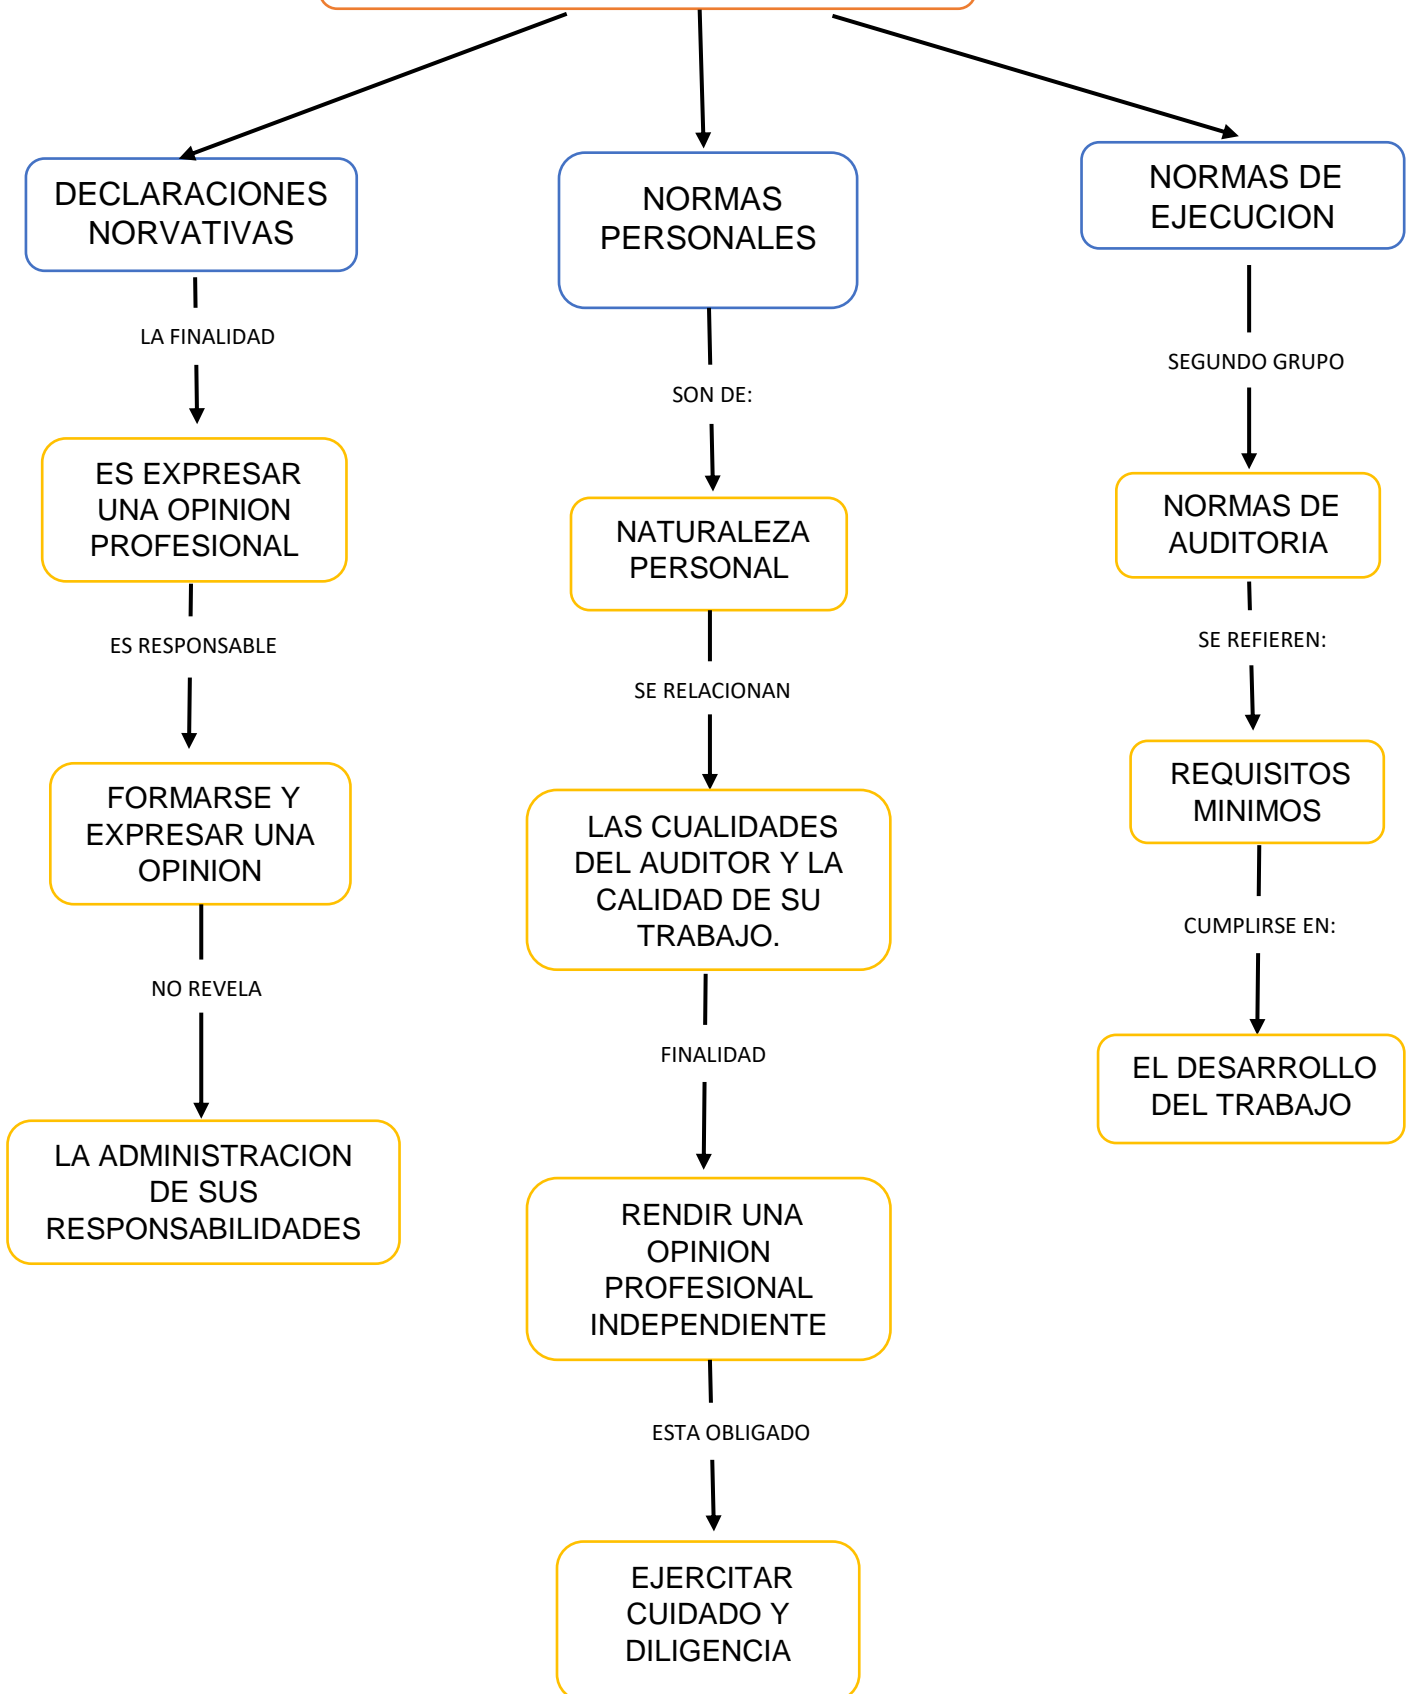 DECLARACIONES
NORVATIVAS
LA FINALIDAD
ES EXPRESAR
UNA OPINION
PROFESIONAL
ES RESPONSABLE
FORMARSE Y
EXPRESAR UNA
OPINION
NO REVELA
LA ADMINISTRACION
DE SUS
RESPONSABILIDADES
NORMAS
PERSONALES
SON DE:
NATURALEZA
PERSONAL
SE RELACIONAN
LAS CUALIDADES
DEL AUDITOR Y LA
CALIDAD DE SU
TRABAJO.
FINALIDAD
RENDIR UNA
OPINION
PROFESIONAL
INDEPENDIENTE
ESTA OBLIGADO
EJERCITAR
CUIDADO Y
DILIGENCIA
NORMAS DE
EJECUCION
SEGUNDO GRUPO
NORMAS DE
AUDITORIA
SE REFIEREN:
REQUISITOS
MINIMOS
CUMPLIRSE EN:
EL DESARROLLO
DEL TRABAJO